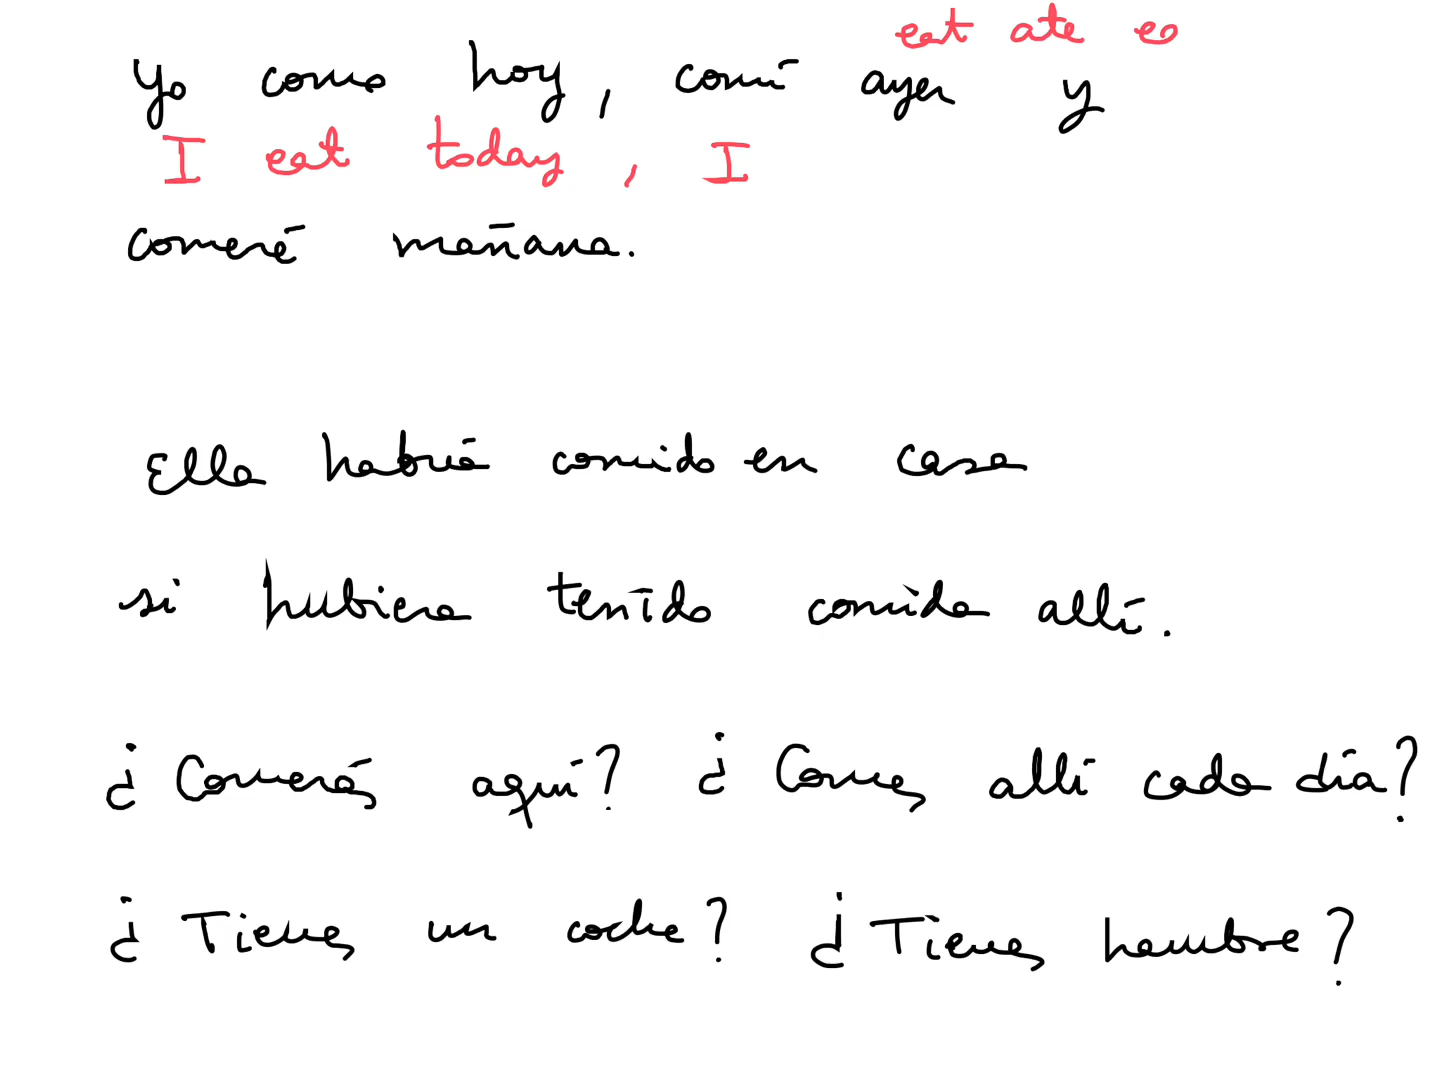 eat ate eo
Yo como hoy, comí ayer y
I eat today, I
comeré mañana.
Ella habría comido en casa
si hubiera tenido comida allí.
¿Comerás aquí? ¿Comes allí cada día?
¿Tienes un coche? ¿Tienes hambre?